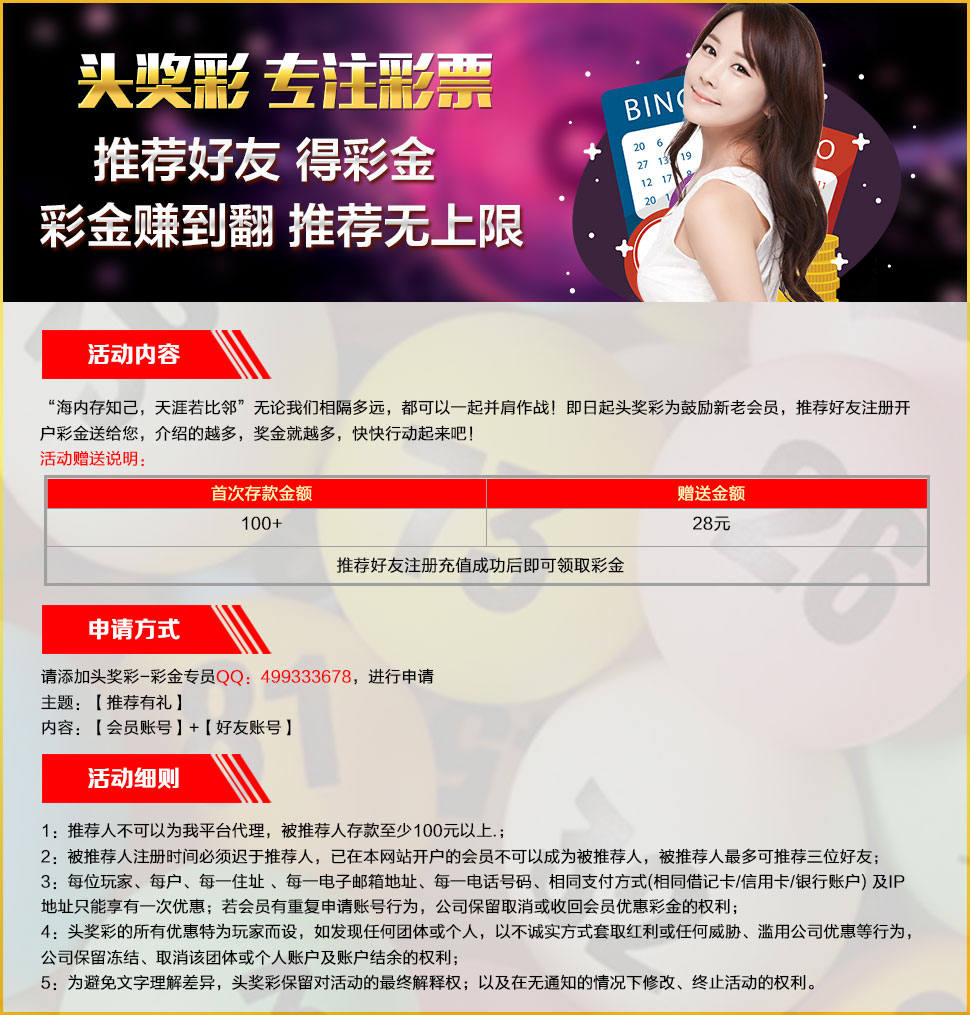 头奖彩 专注彩票
推荐好友 得彩金
彩金赚到翻 推荐无上限
BING
20 6
27 13 19
12 17 8
20 1
O
11
活动内容
“海内存知己，天涯若比邻”无论我们相隔多远，都可以一起并肩作战！即日起头奖彩为鼓励新老会员，推荐好友注册开
户彩金送给您，介绍的越多，奖金就越多，快快行动起来吧！
活动赠送说明：
首次存款金额 赠送金额
100+ 28元
推荐好友注册充值成功后即可领取彩金
申请方式
请添加头奖彩-彩金专员QQ：499333678，进行申请
主题：【推荐有礼】
内容：【会员账号】+【好友账号】
活动细则
1：推荐人不可以为我平台代理，被推荐人存款至少100元以上.；
2：被推荐人注册时间必须迟于推荐人，已在本网站开户的会员不可以成为被推荐人，被推荐人最多可推荐三位好友；
3：每位玩家、每户、每一住址 、每一电子邮箱地址、每一电话号码、相同支付方式(相同借记卡/信用卡/银行账户) 及IP
地址只能享有一次优惠；若会员有重复申请账号行为，公司保留取消或收回会员优惠彩金的权利；
4：头奖彩的所有优惠特为玩家而设，如发现任何团体或个人，以不诚实方式套取红利或任何威胁、滥用公司优惠等行为，
公司保留冻结、取消该团体或个人账户及账户结余的权利；
5：为避免文字理解差异，头奖彩保留对活动的最终解释权；以及在无通知的情况下修改、终止活动的权利。